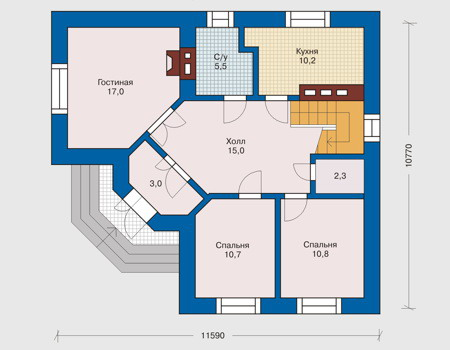 Гостиная
17,0
С/у
5,5
Кухня
10,2
Холл
15,0
3,0
2,3
Спальня
10,7
Спальня
10,8
10770
11590